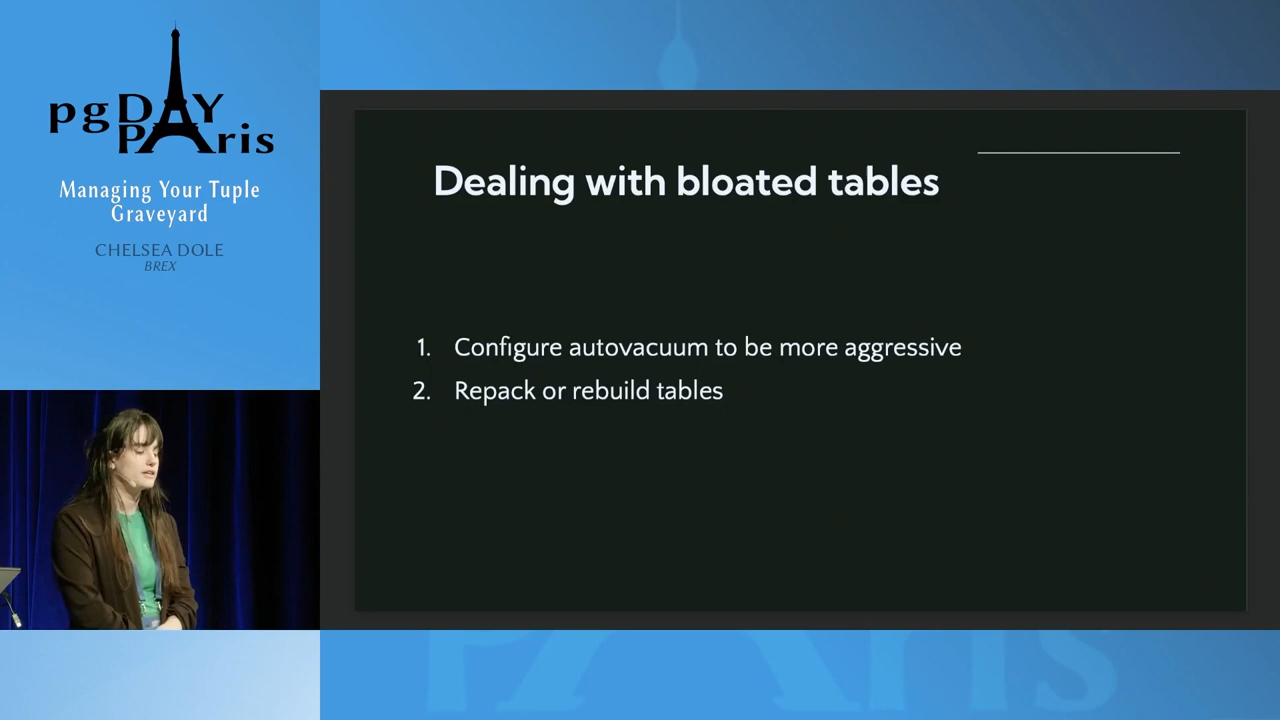 pgDAY
PAris
Managing Your Tuple
Graveyard
CHELSEA DOLE
BREX
Dealing with bloated tables
1. Configure autovacuum to be more aggressive
2. Repack or rebuild tables
PAris